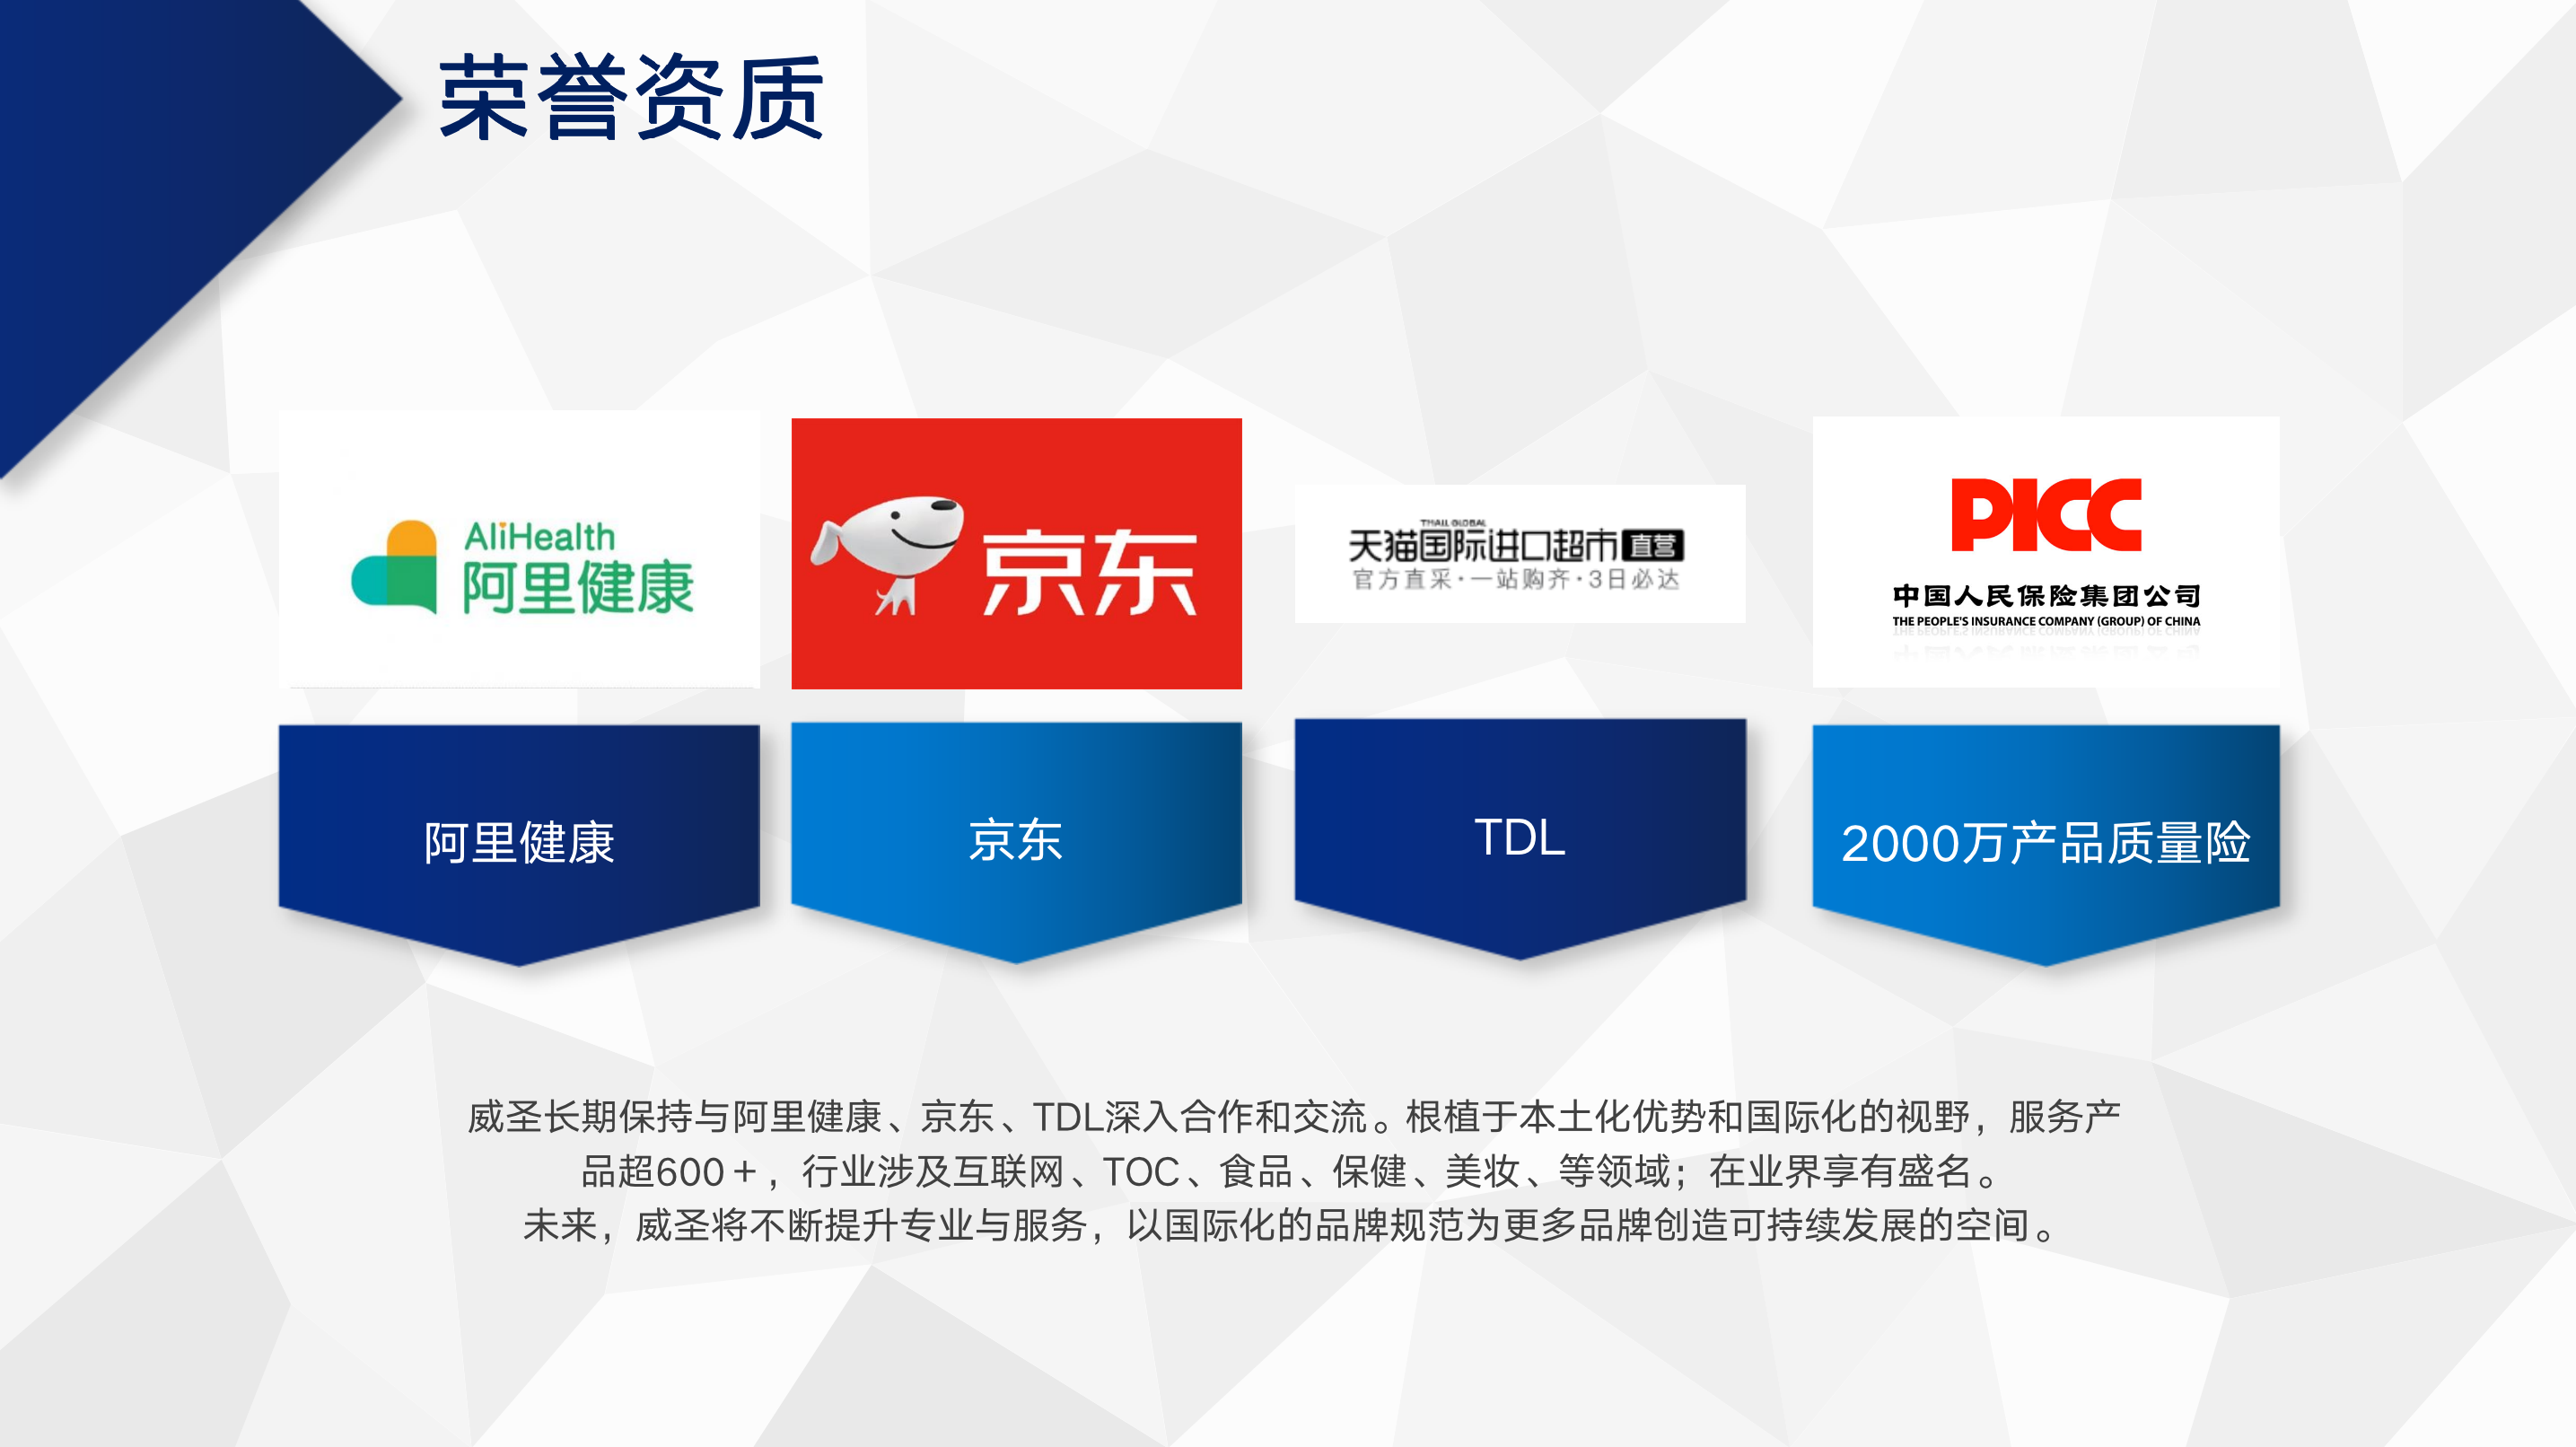 荣誉资质
AliHealth
阿里健康
京东
TMALL GLOBAL
天猫国际进口超市 直营
官方直采·一站购齐·3日必达
PICC
中国人民保险集团公司
THE PEOPLE'S INSURANCE COMPANY (GROUP) OF CHINA
阿里健康
京东
TDL
2000万产品质量险
威圣长期保持与阿里健康、京东、TDL深入合作和交流。根植于本土化优势和国际化的视野，服务产
品超600+，行业涉及互联网、TOC、食品、保健、美妆、等领域；在业界享有盛名。
未来，威圣将不断提升专业与服务，以国际化的品牌规范为更多品牌创造可持续发展的空间。